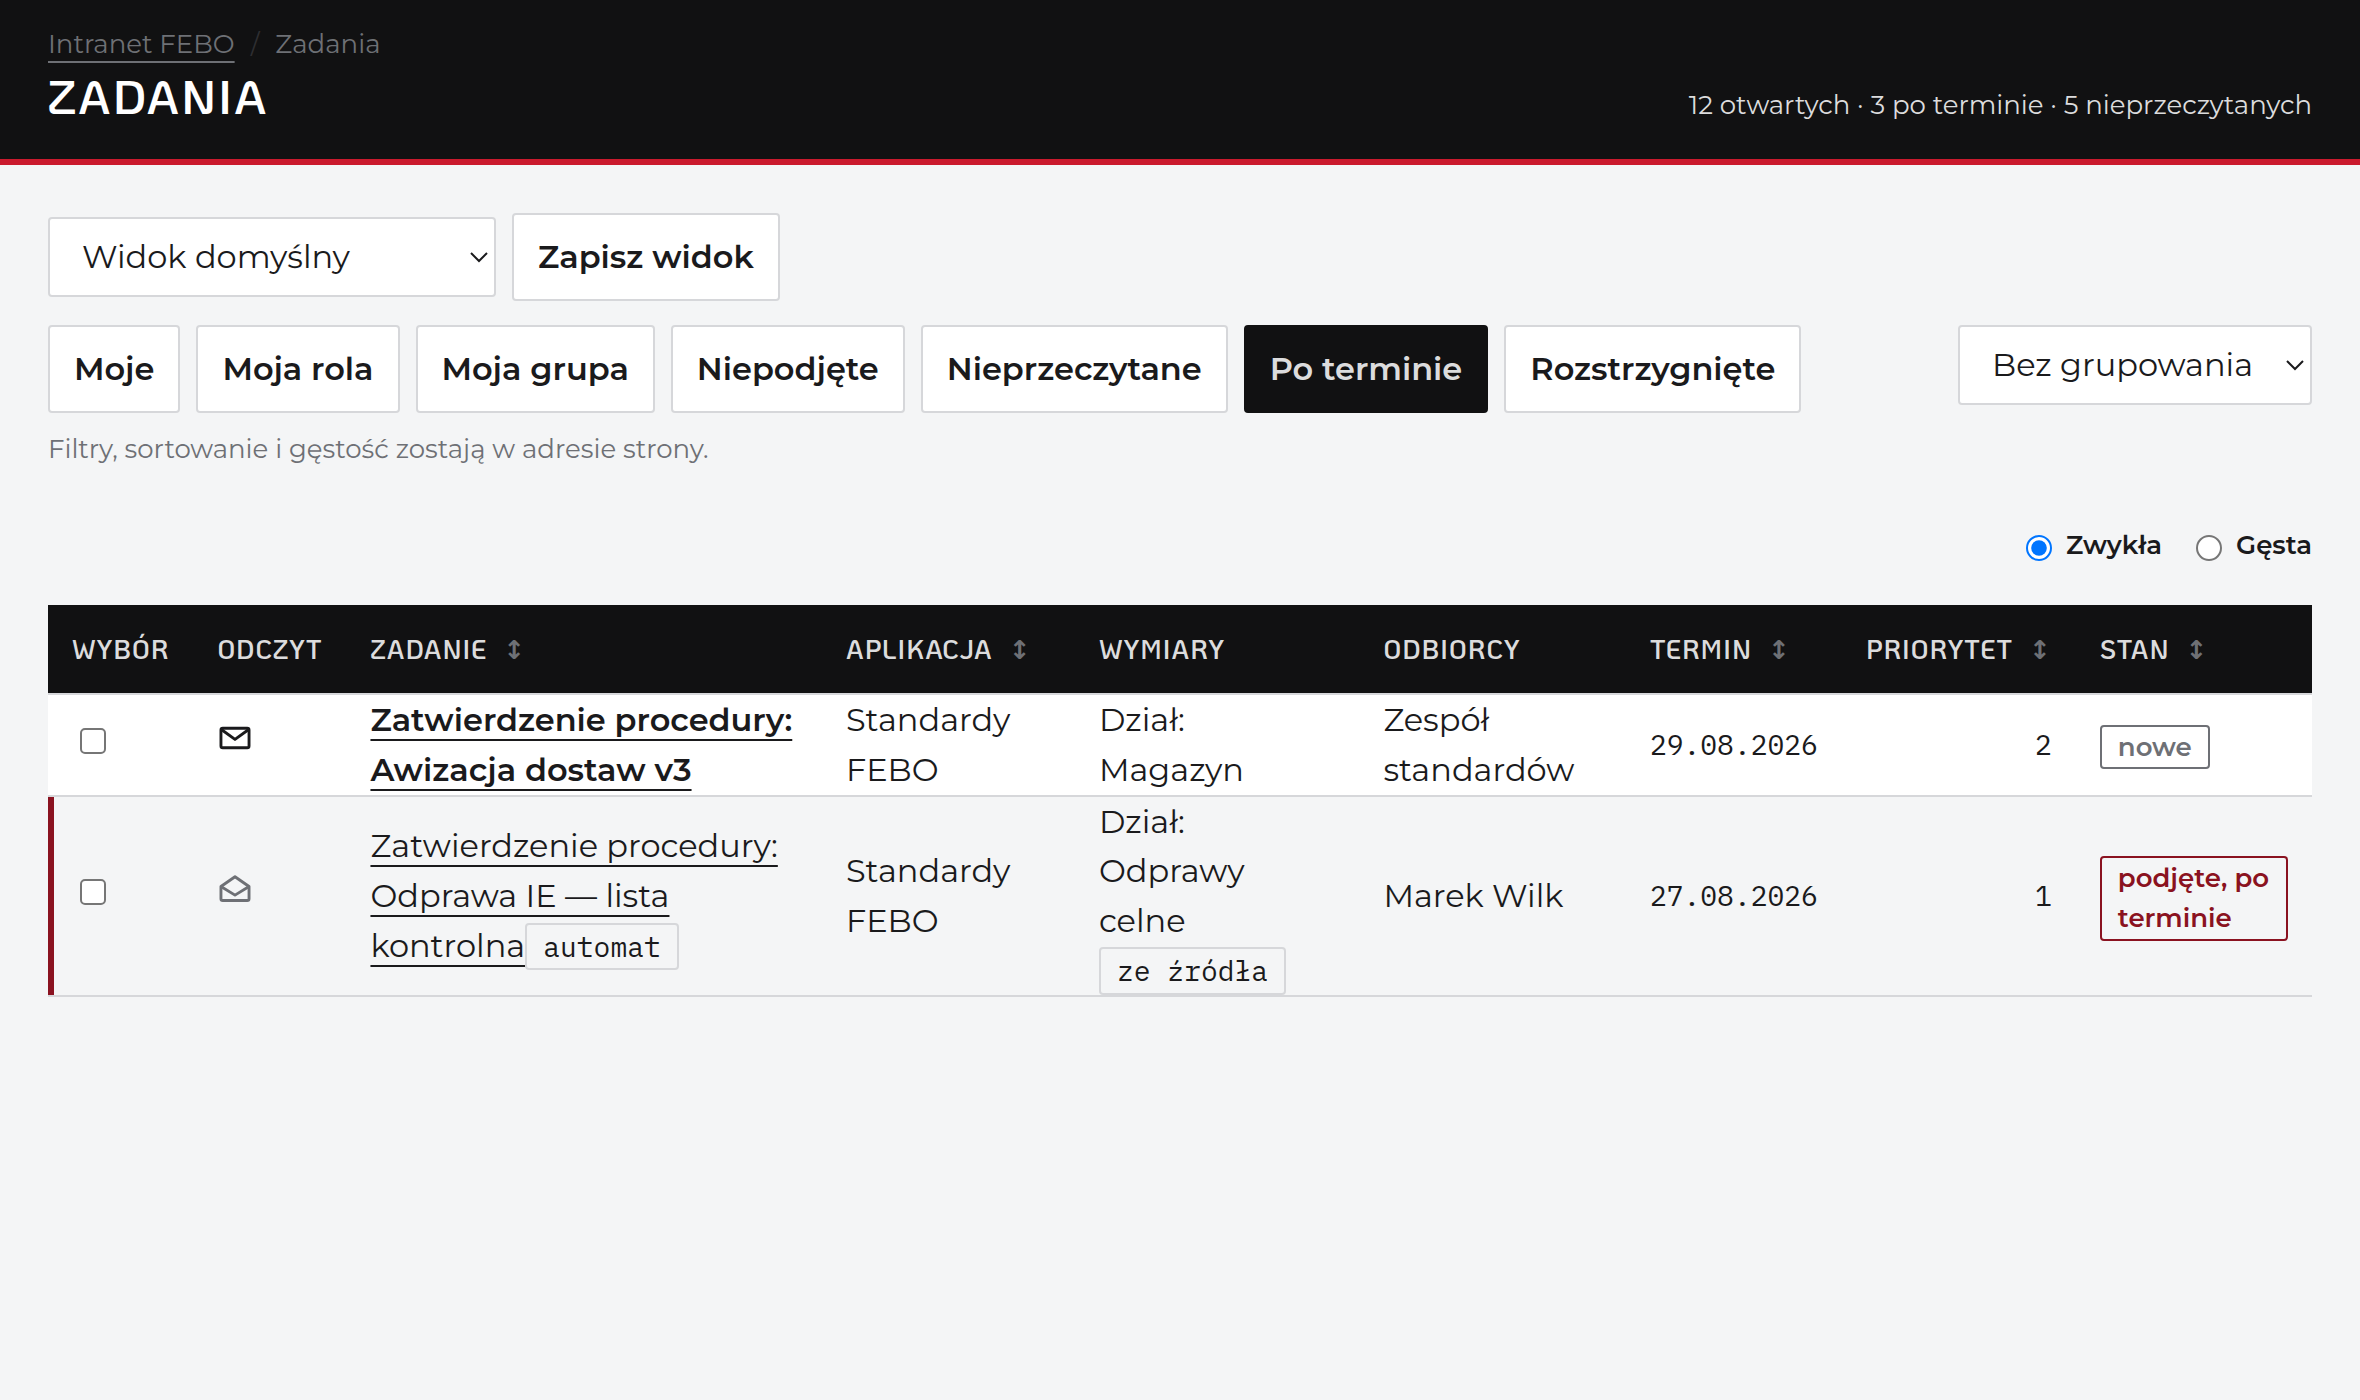 Intranet FEBO / Zadania
ZADANIA
12 otwartych · 3 po terminie · 5 nieprzeczytanych
Widok domyślny
Zapisz widok
Moje
Moja rola
Moja grupa
Niepodjęte
Nieprzeczytane
Po terminie
Rozstrzygnięte
Bez grupowania
Filtry, sortowanie i gęstość zostają w adresie strony.
Zwykła
Gęsta
WYBÓR ODCZYT ZADANIE ↕ APLIKACJA ↕ WYMIARY ODBIORCY TERMIN ↕ PRIORYTET ↕ STAN ↕
Zatwierdzenie procedury:
Awizacja dostaw v3
Standardy
FEBO
Dział:
Magazyn
Zespół
standardów
29.08.2026
2
nowe
Zatwierdzenie procedury:
Odprawa IE — lista
kontrolna automat
Standardy
FEBO
Dział:
Odprawy
celne
ze źródła
Marek Wilk
27.08.2026
1
podjęte, po
terminie